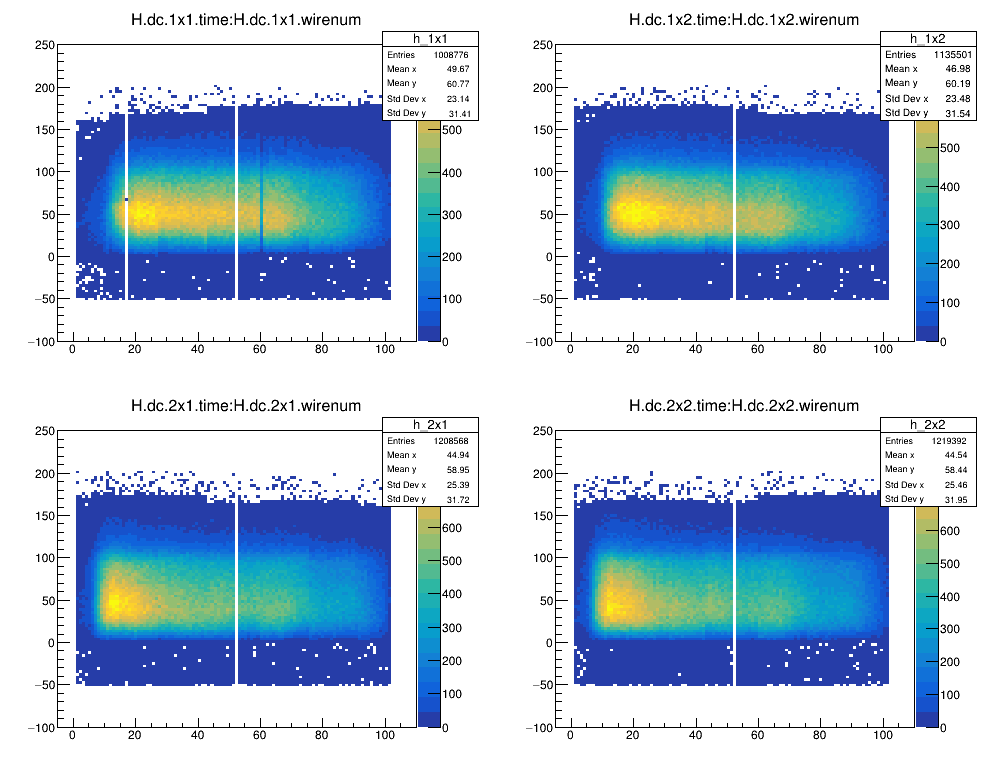 H.dc.1x1.time:H.dc.1x1.wirenum
h_1x1
Entries 1008776
Mean x 49.67
Mean y 60.77
Std Dev x 23.14
Std Dev y 31.41
250
200
150
100
50
0
−50
−100
0 20 40 60 80 100
500
400
300
200
100
0
H.dc.1x2.time:H.dc.1x2.wirenum
h_1x2
Entries 1135501
Mean x 46.98
Mean y 60.19
Std Dev x 23.48
Std Dev y 31.54
250
200
150
100
50
0
−50
−100
0 20 40 60 80 100
500
400
300
200
100
0
H.dc.2x1.time:H.dc.2x1.wirenum
h_2x1
Entries 1208568
Mean x 44.94
Mean y 58.95
Std Dev x 25.39
Std Dev y 31.72
250
200
150
100
50
0
−50
−100
0 20 40 60 80 100
600
500
400
300
200
100
0
H.dc.2x2.time:H.dc.2x2.wirenum
h_2x2
Entries 1219392
Mean x 44.54
Mean y 58.44
Std Dev x 25.46
Std Dev y 31.95
250
200
150
100
50
0
−50
−100
0 20 40 60 80 100
600
500
400
300
200
100
0